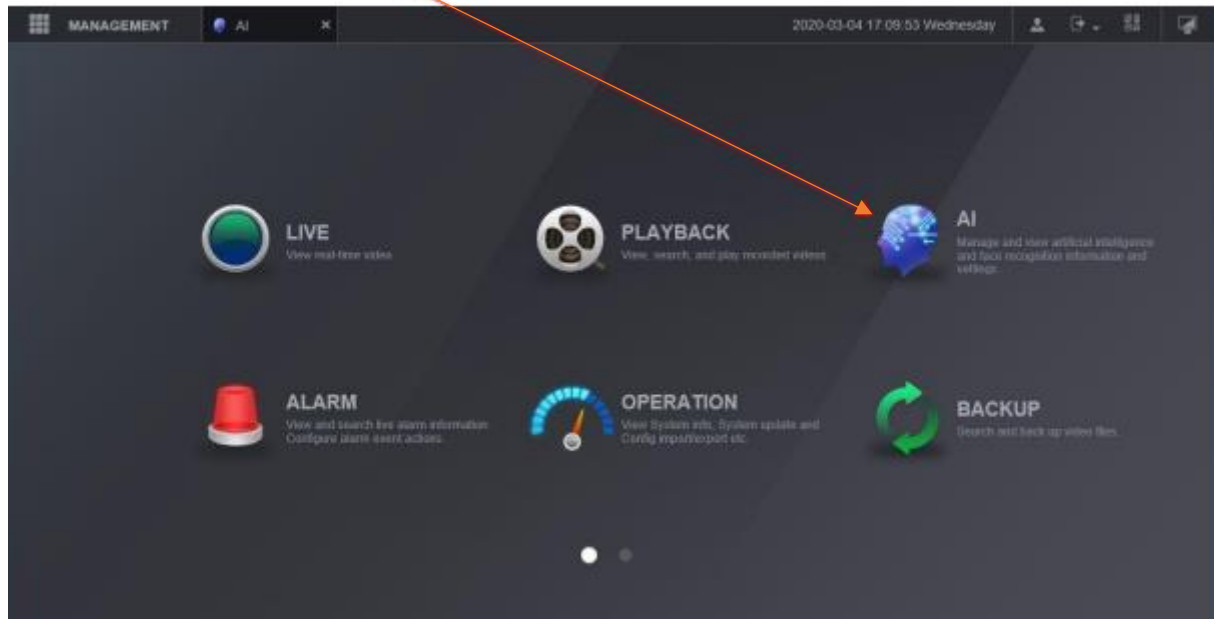 MANAGEMENT
AI
2020-03-04 17:09:53 Wednesday
LIVE
View real-time video.
PLAYBACK
View, search, and play recorded videos.
AI
Manage and view artificial intelligence
and face recognition information and
settings.
ALARM
View and search live alarm information.
Configure alarm event actions.
OPERATION
View System info, System update and
Config import/export etc.
BACKUP
Search and back up video files.